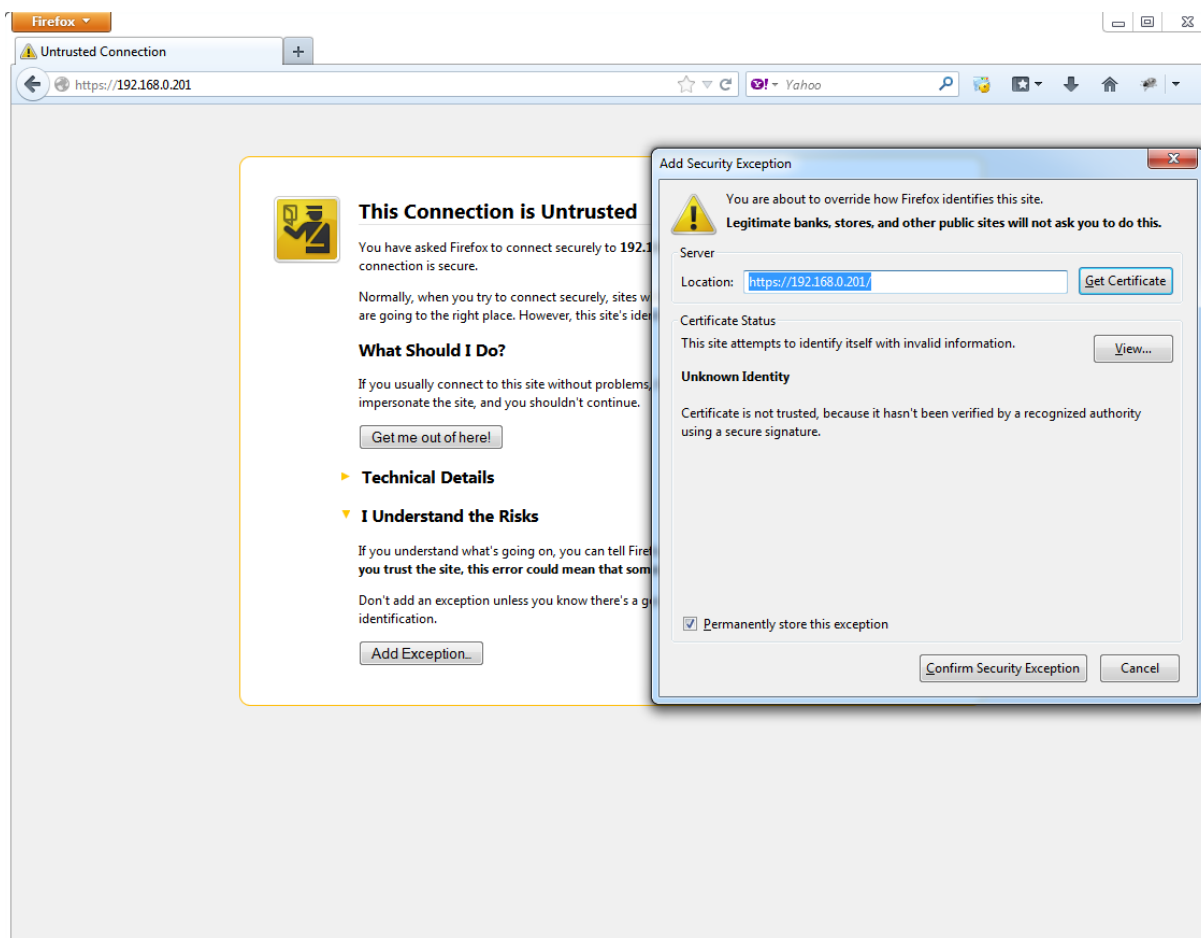 Firefox
Untrusted Connection
https://192.168.0.201
Yahoo
This Connection is Untrusted
You have asked Firefox to connect securely to 192.1
connection is secure.
Normally, when you try to connect securely, sites w
are going to the right place. However, this site's iden
What Should I Do?
If you usually connect to this site without problems,
impersonate the site, and you shouldn't continue.
Get me out of here!
Technical Details
I Understand the Risks
If you understand what's going on, you can tell Firef
you trust the site, this error could mean that som
Don't add an exception unless you know there's a g
identification.
Add Exception...
Add Security Exception
You are about to override how Firefox identifies this site.
Legitimate banks, stores, and other public sites will not ask you to do this.
Server
Location: https://192.168.0.201/ Get Certificate
Certificate Status
This site attempts to identify itself with invalid information.
View...
Unknown Identity
Certificate is not trusted, because it hasn't been verified by a recognized authority
using a secure signature.
Permanently store this exception
Confirm Security Exception Cancel